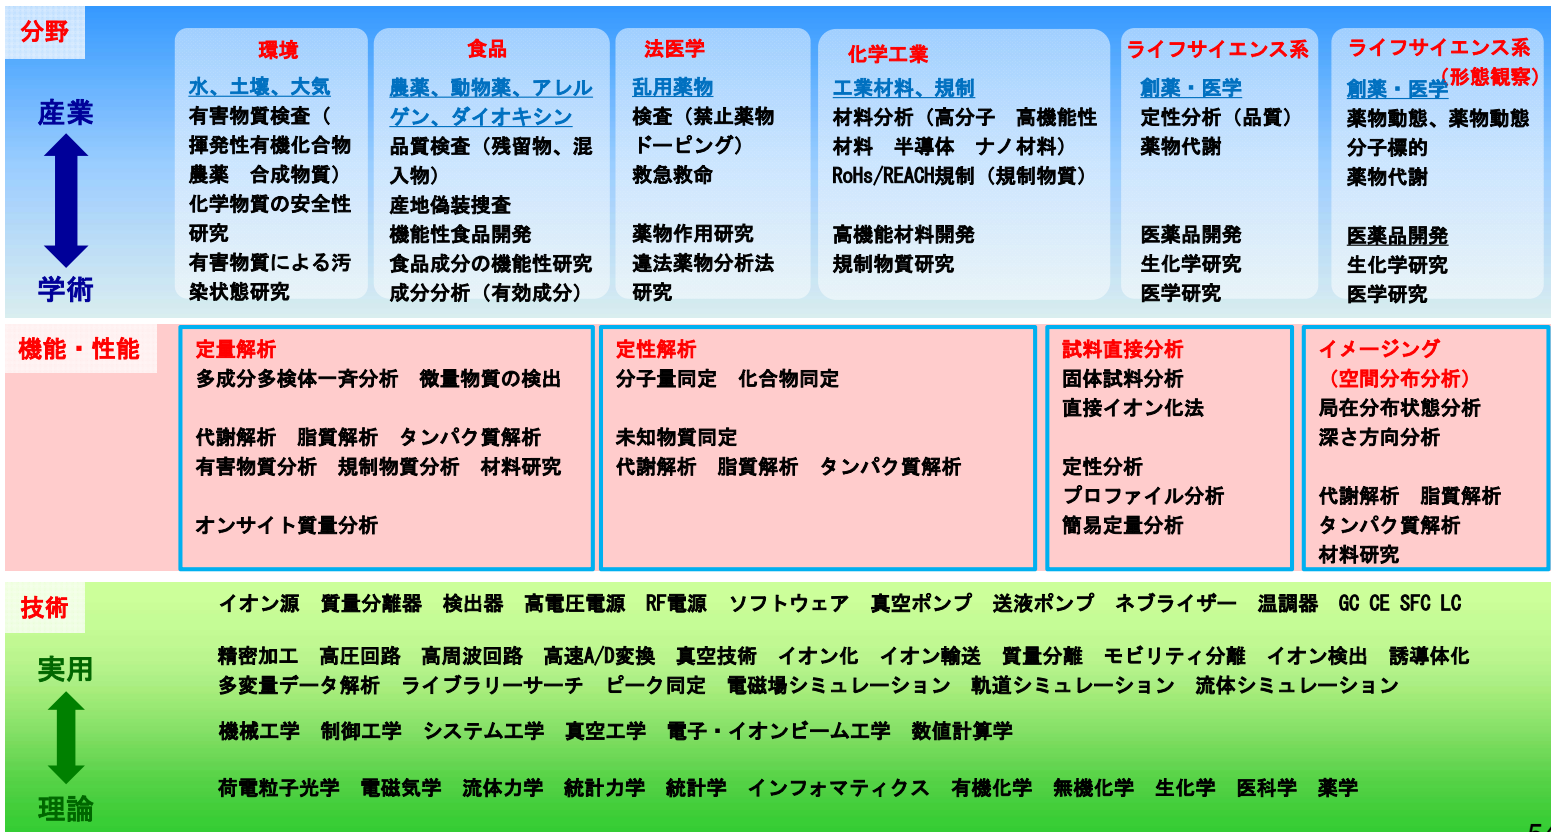 分野
産業
学術
環境
水、土壌、大気
有害物質検査（
揮発性有機化合物
農薬　合成物質）
化学物質の安全性
研究
有害物質による汚
染状態研究
食品
農薬、動物薬、アレル
ゲン、ダイオキシン
品質検査（残留物、混
入物）
産地偽装捜査
機能性食品開発
食品成分の機能性研究
成分分析（有効成分）
法医学
乱用薬物
検査（禁止薬物
ドーピング）
救急救命
薬物作用研究
違法薬物分析法
研究
化学工業
工業材料、規制
材料分析（高分子　高機能性
材料　半導体　ナノ材料）
RoHs/REACH規制（規制物質）
高機能材料開発
規制物質研究
ライフサイエンス系
創薬・医学
定性分析（品質）
薬物代謝
医薬品開発
生化学研究
医学研究
ライフサイエンス系
（形態観察）
創薬・医学
薬物動態、薬物動態
分子標的
薬物代謝
医薬品開発
生化学研究
医学研究
機能・性能
定量解析
多成分多検体一斉分析　微量物質の検出
代謝解析　脂質解析　タンパク質解析
有害物質分析　規制物質分析　材料研究
オンサイト質量分析
定性解析
分子量同定　化合物同定
未知物質同定
代謝解析　脂質解析　タンパク質解析
試料直接分析
固体試料分析
直接イオン化法
定性分析
プロファイル分析
簡易定量分析
イメージング
（空間分布分析）
局在分布状態分析
深さ方向分析
代謝解析　脂質解析
タンパク質解析
材料研究
技術
実用
理論
イオン源　質量分離器　検出器　高電圧電源　RF電源　ソフトウェア　真空ポンプ　送液ポンプ　ネブライザー　温調器　GC CE SFC LC
精密加工　高圧回路　高周波回路　高速A/D変換　真空技術　イオン化　イオン輸送　質量分離　モビリティ分離　イオン検出　誘導体化
多変量データ解析　ライブラリーサーチ　ピーク同定　電磁場シミュレーション　軌道シミュレーション　流体シミュレーション
機械工学　制御工学　システム工学　真空工学　電子・イオンビーム工学　数値計算学
荷電粒子光学　電磁気学　流体力学　統計力学　統計学　インフォマティクス　有機化学　無機化学　生化学　医科学　薬学